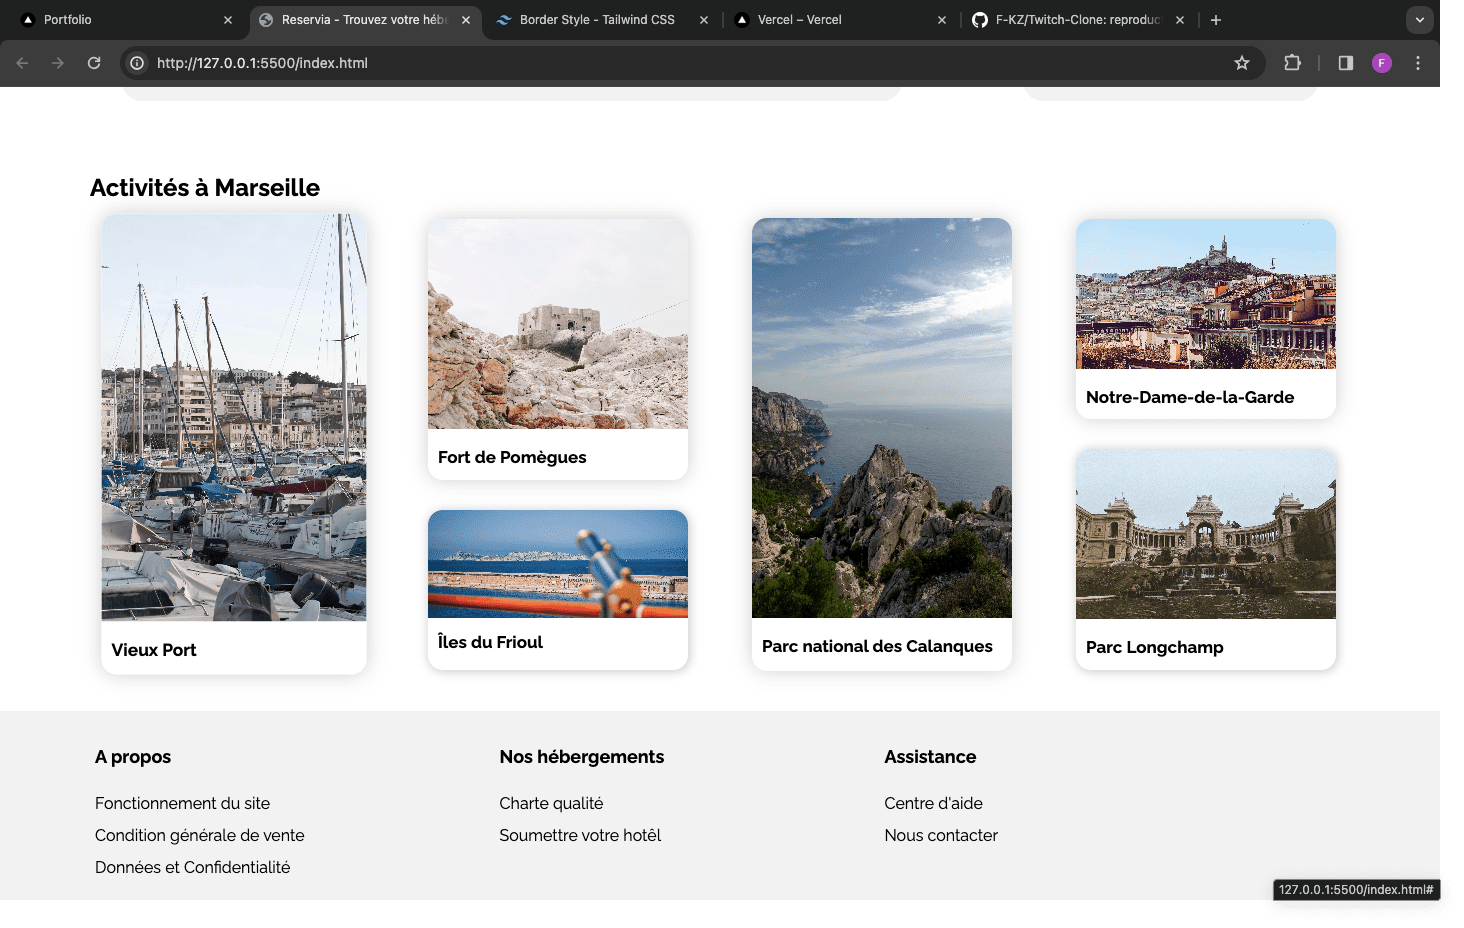 Portfolio
Reservia - Trouvez votre héb
Border Style - Tailwind CSS
Vercel – Vercel
F-KZ/Twitch-Clone: reproduc
http://127.0.0.1:5500/index.html
F
Activités à Marseille
Vieux Port
Fort de Pomègues
Îles du Frioul
Parc national des Calanques
Notre-Dame-de-la-Garde
Parc Longchamp
A propos
Fonctionnement du site
Condition générale de vente
Données et Confidentialité
Nos hébergements
Charte qualité
Soumettre votre hotêl
Assistance
Centre d'aide
Nous contacter
127.0.0.1:5500/index.html#